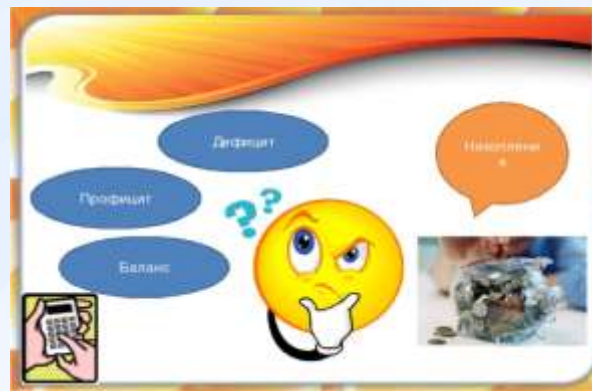 Дефицит
Накоплени
я
Профицит
Баланс
??